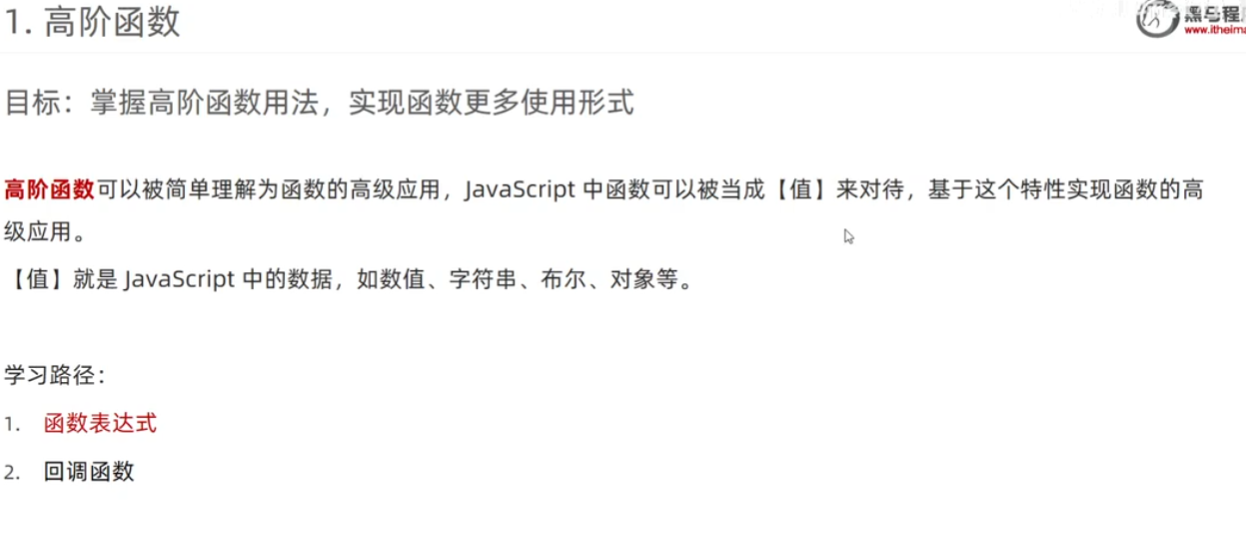 1. 高阶函数
www.itheima
目标：掌握高阶函数用法，实现函数更多使用形式
高阶函数可以被简单理解为函数的高级应用，JavaScript 中函数可以被当成【值】来对待，基于这个特性实现函数的高
级应用。
【值】就是 JavaScript 中的数据，如数值、字符串、布尔、对象等。
学习路径：
1. 函数表达式
2. 回调函数